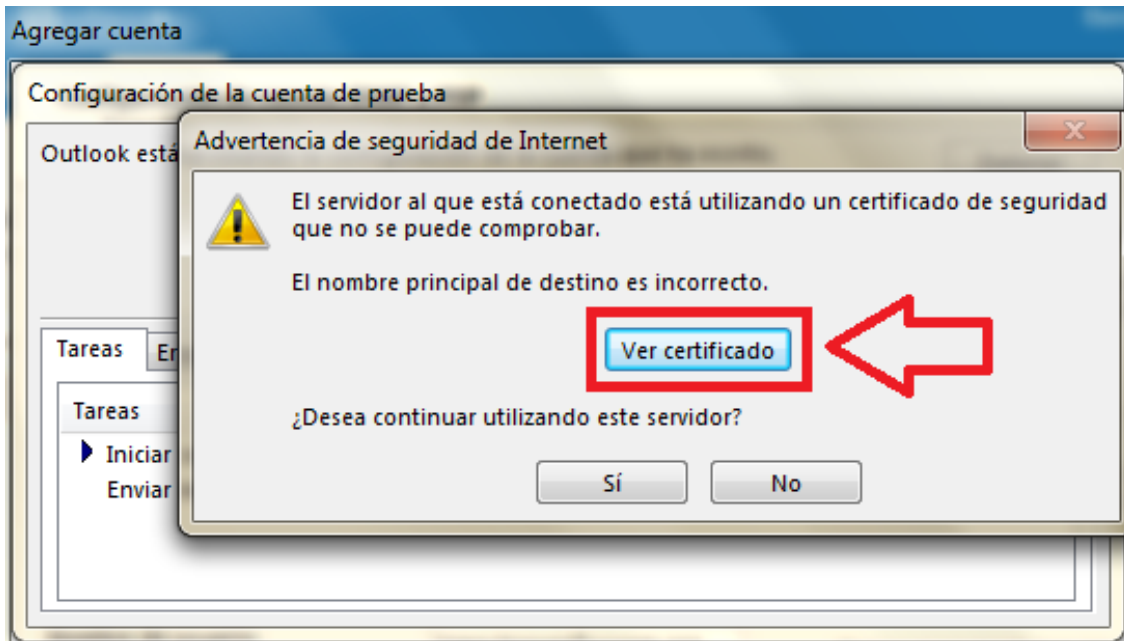 Agregar cuenta
Configuración de la cuenta de prueba
Advertencia de seguridad de Internet
Outlook está
El servidor al que está conectado está utilizando un certificado de seguridad
que no se puede comprobar.
El nombre principal de destino es incorrecto.
Ver certificado
Tareas
Tareas
¿Desea continuar utilizando este servidor?
Iniciar
Enviar
Sí
No